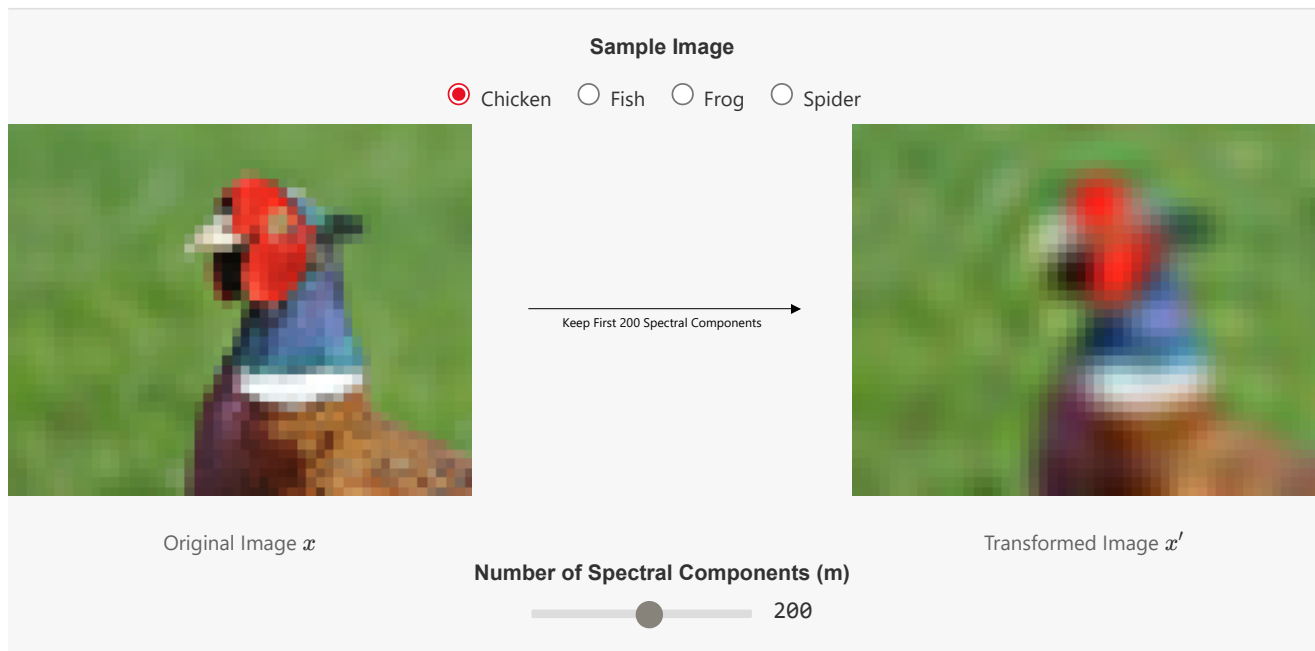 Sample Image
Chicken Fish Frog Spider
Keep First 200 Spectral Components
Original Image x
Transformed Image x′
Number of Spectral Components (m)
200